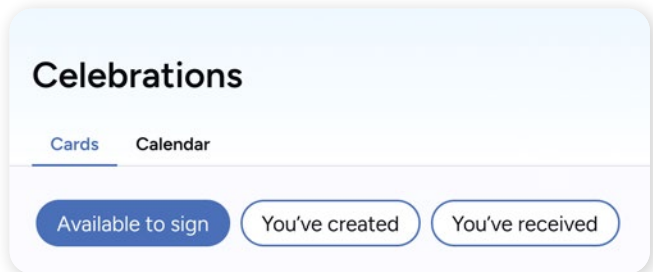 Celebrations
Cards Calendar
Available to sign You’ve created You’ve received